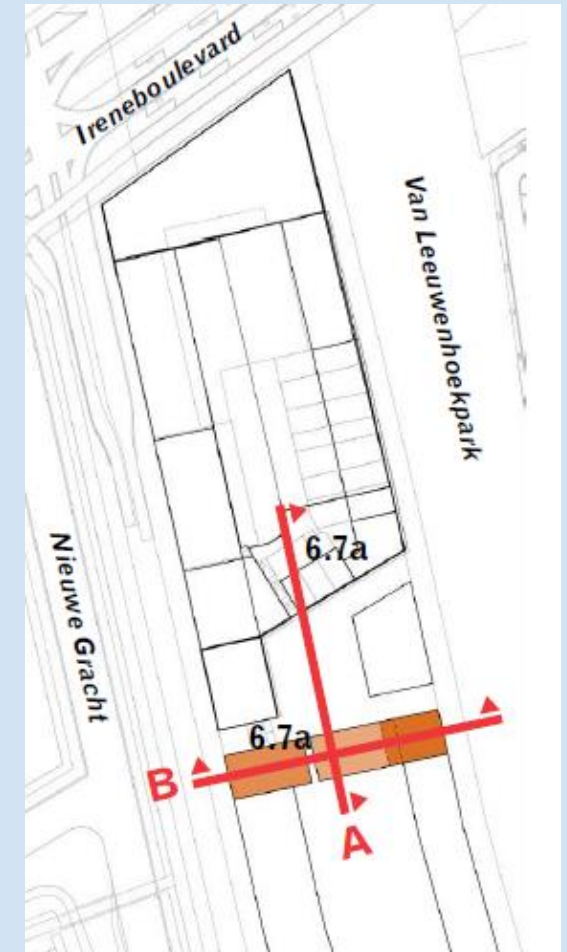 Ireneboulevard
Van Leeuwenhoekpark
6.7a
Nieuwe Gracht
6.7a
B
A